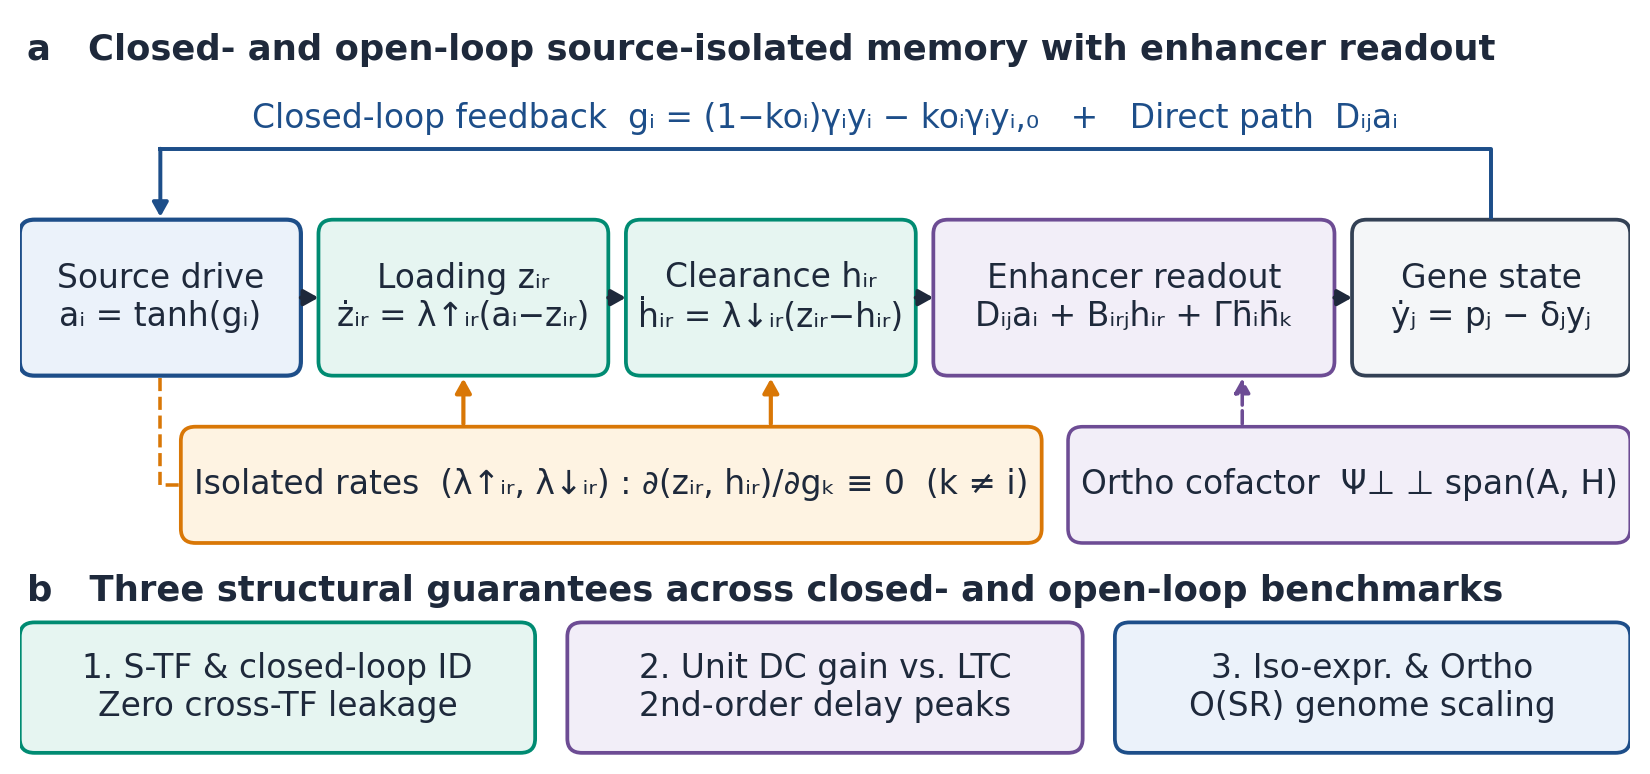 a Closed- and open-loop source-isolated memory with enhancer readout
Closed-loop feedback gᵢ = (1−koᵢ)γᵢyᵢ − koᵢγᵢyᵢ,₀ + Direct path Dᵢⱼaᵢ
Source drive
aᵢ = tanh(gᵢ)
Loading zᵢᵣ
żᵢᵣ = λ↑ᵢᵣ(aᵢ−zᵢᵣ)
Clearance hᵢᵣ
ḣᵢᵣ = λ↓ᵢᵣ(zᵢᵣ−hᵢᵣ)
Enhancer readout
Dᵢⱼaᵢ + Bᵢᵣⱼhᵢᵣ + Γh̄ᵢh̄ₖ
Gene state
ẏⱼ = pⱼ − δⱼyⱼ
Isolated rates (λ↑ᵢᵣ, λ↓ᵢᵣ) : ∂(zᵢᵣ, hᵢᵣ)/∂gₖ ≡ 0 (k ≠ i)
Ortho cofactor Ψ⊥ ⊥ span(A, H)
b Three structural guarantees across closed- and open-loop benchmarks
1. S-TF & closed-loop ID
Zero cross-TF leakage
2. Unit DC gain vs. LTC
2nd-order delay peaks
3. Iso-expr. & Ortho
O(SR) genome scaling